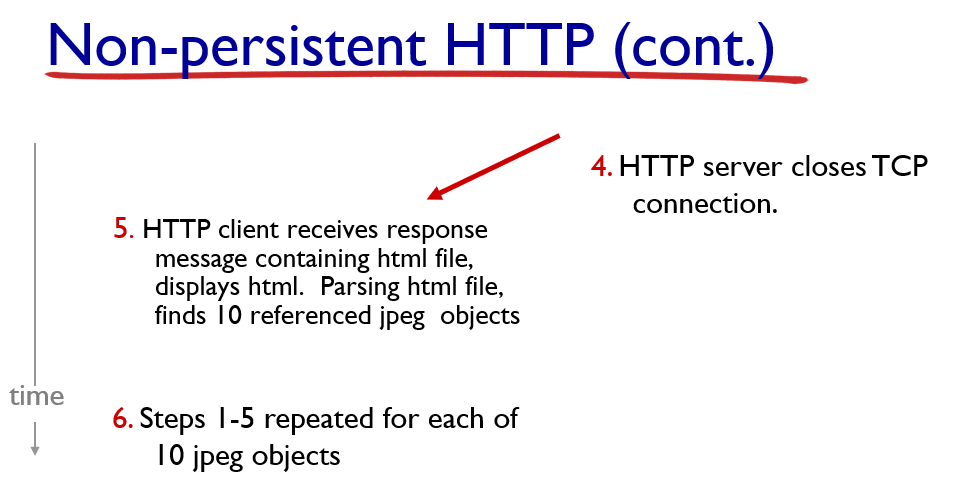 Non-persistent HTTP (cont.)
4. HTTP server closes TCP
connection.
5. HTTP client receives response
message containing html file,
displays html. Parsing html file,
finds 10 referenced jpeg objects
time
6. Steps 1-5 repeated for each of
10 jpeg objects